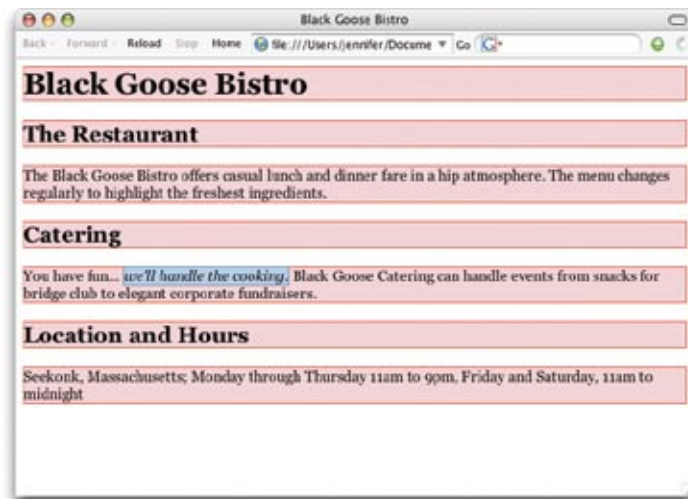 Black Goose Bistro
Back Forward Reload Stop Home file:///Users/jennifer/Docume Go G
Black Goose Bistro
The Restaurant
The Black Goose Bistro offers casual lunch and dinner fare in a hip atmosphere. The menu changes
regularly to highlight the freshest ingredients.
Catering
You have fun... we'll handle the cooking. Black Goose Catering can handle events from snacks for
bridge club to elegant corporate fundraisers.
Location and Hours
Seekonk, Massachusetts; Monday through Thursday 11am to 9pm, Friday and Saturday, 11am to
midnight